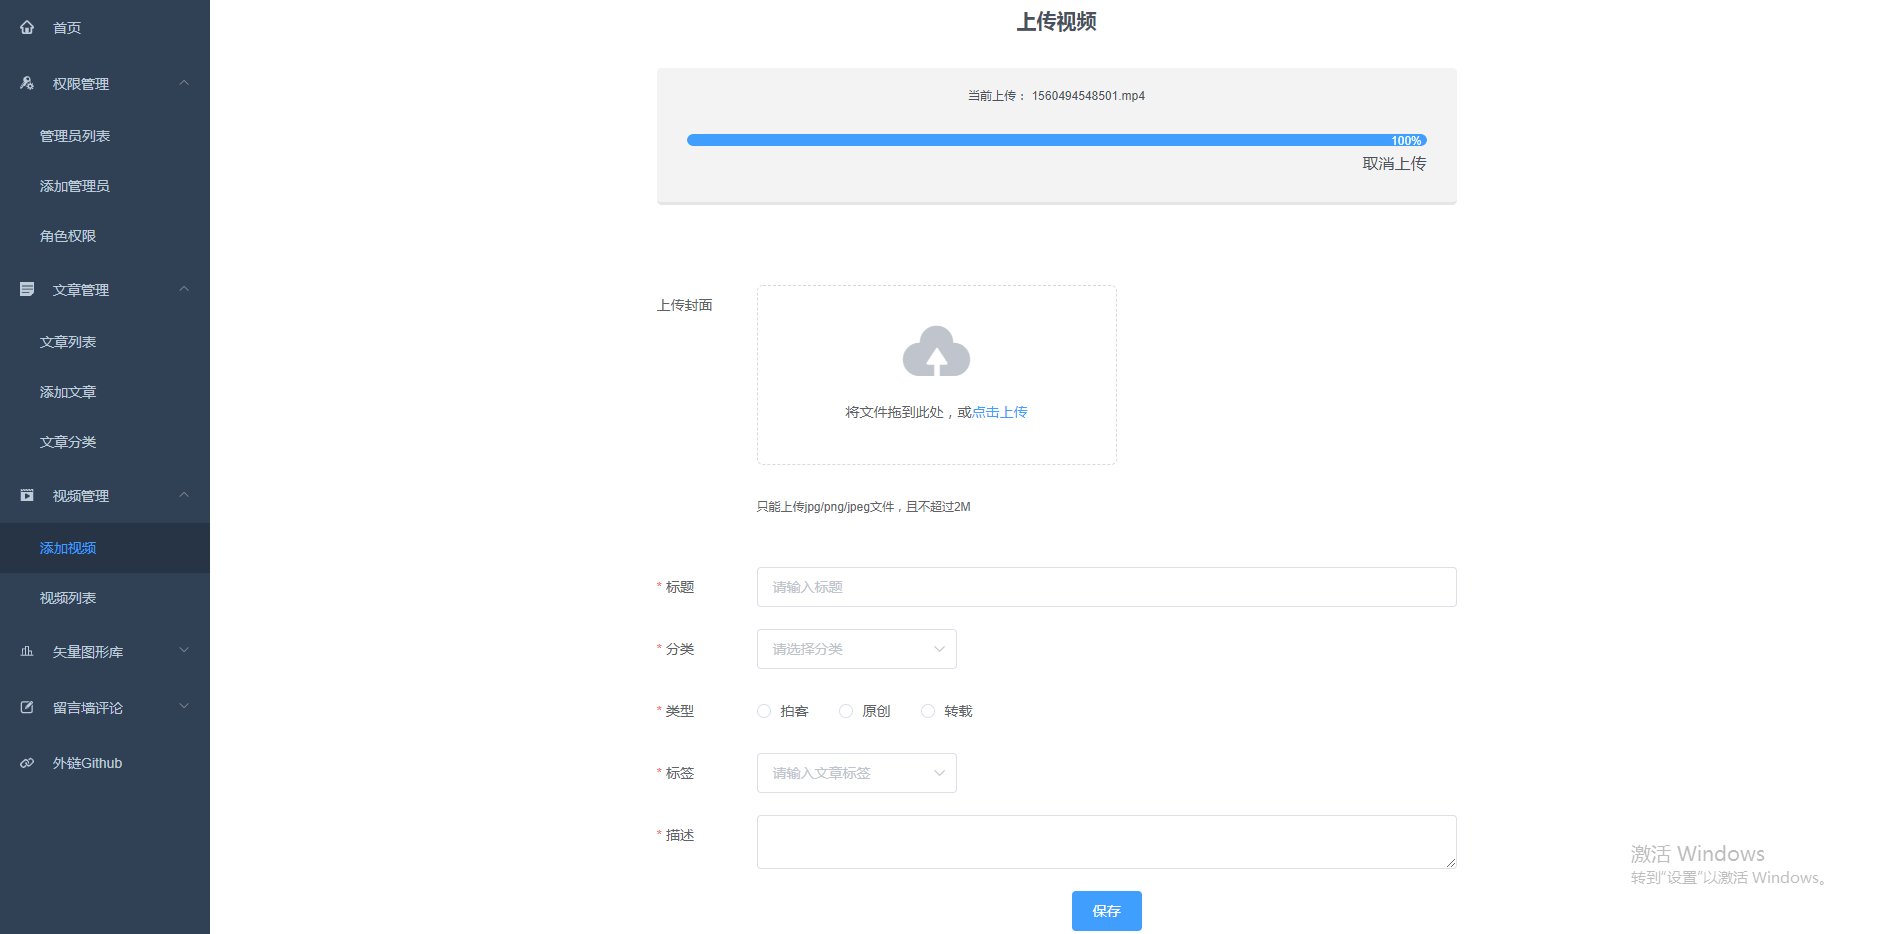 首页
权限管理
管理员列表
添加管理员
角色权限
文章管理
文章列表
添加文章
文章分类
视频管理
添加视频
视频列表
矢量图形库
留言墙评论
外链Github
上传视频
当前上传： 1560494548501.mp4
100%
取消上传
上传封面
将文件拖到此处，或点击上传
只能上传jpg/png/jpeg文件，且不超过2M
* 标题
请输入标题
* 分类
请选择分类
* 类型
拍客 原创 转载
* 标签
请输入文章标签
* 描述
保存
激活 Windows
转到“设置”以激活 Windows。